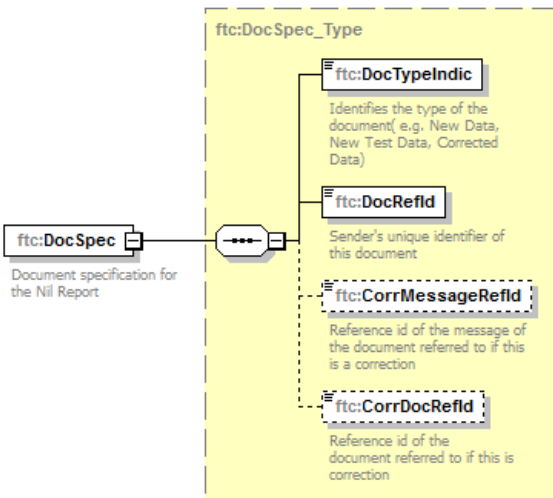 ftc:DocSpec_Type
ftc:DocTypeIndic
Identifies the type of the
document( e.g. New Data,
New Test Data, Corrected
Data)
ftc:DocRefId
Sender's unique identifier of
this document
ftc:DocSpec
Document specification for
the Nil Report
ftc:CorrMessageRefId
Reference id of the message of
the document referred to if this
is a correction
ftc:CorrDocRefId
Reference id of the
document referred to if this is
correction